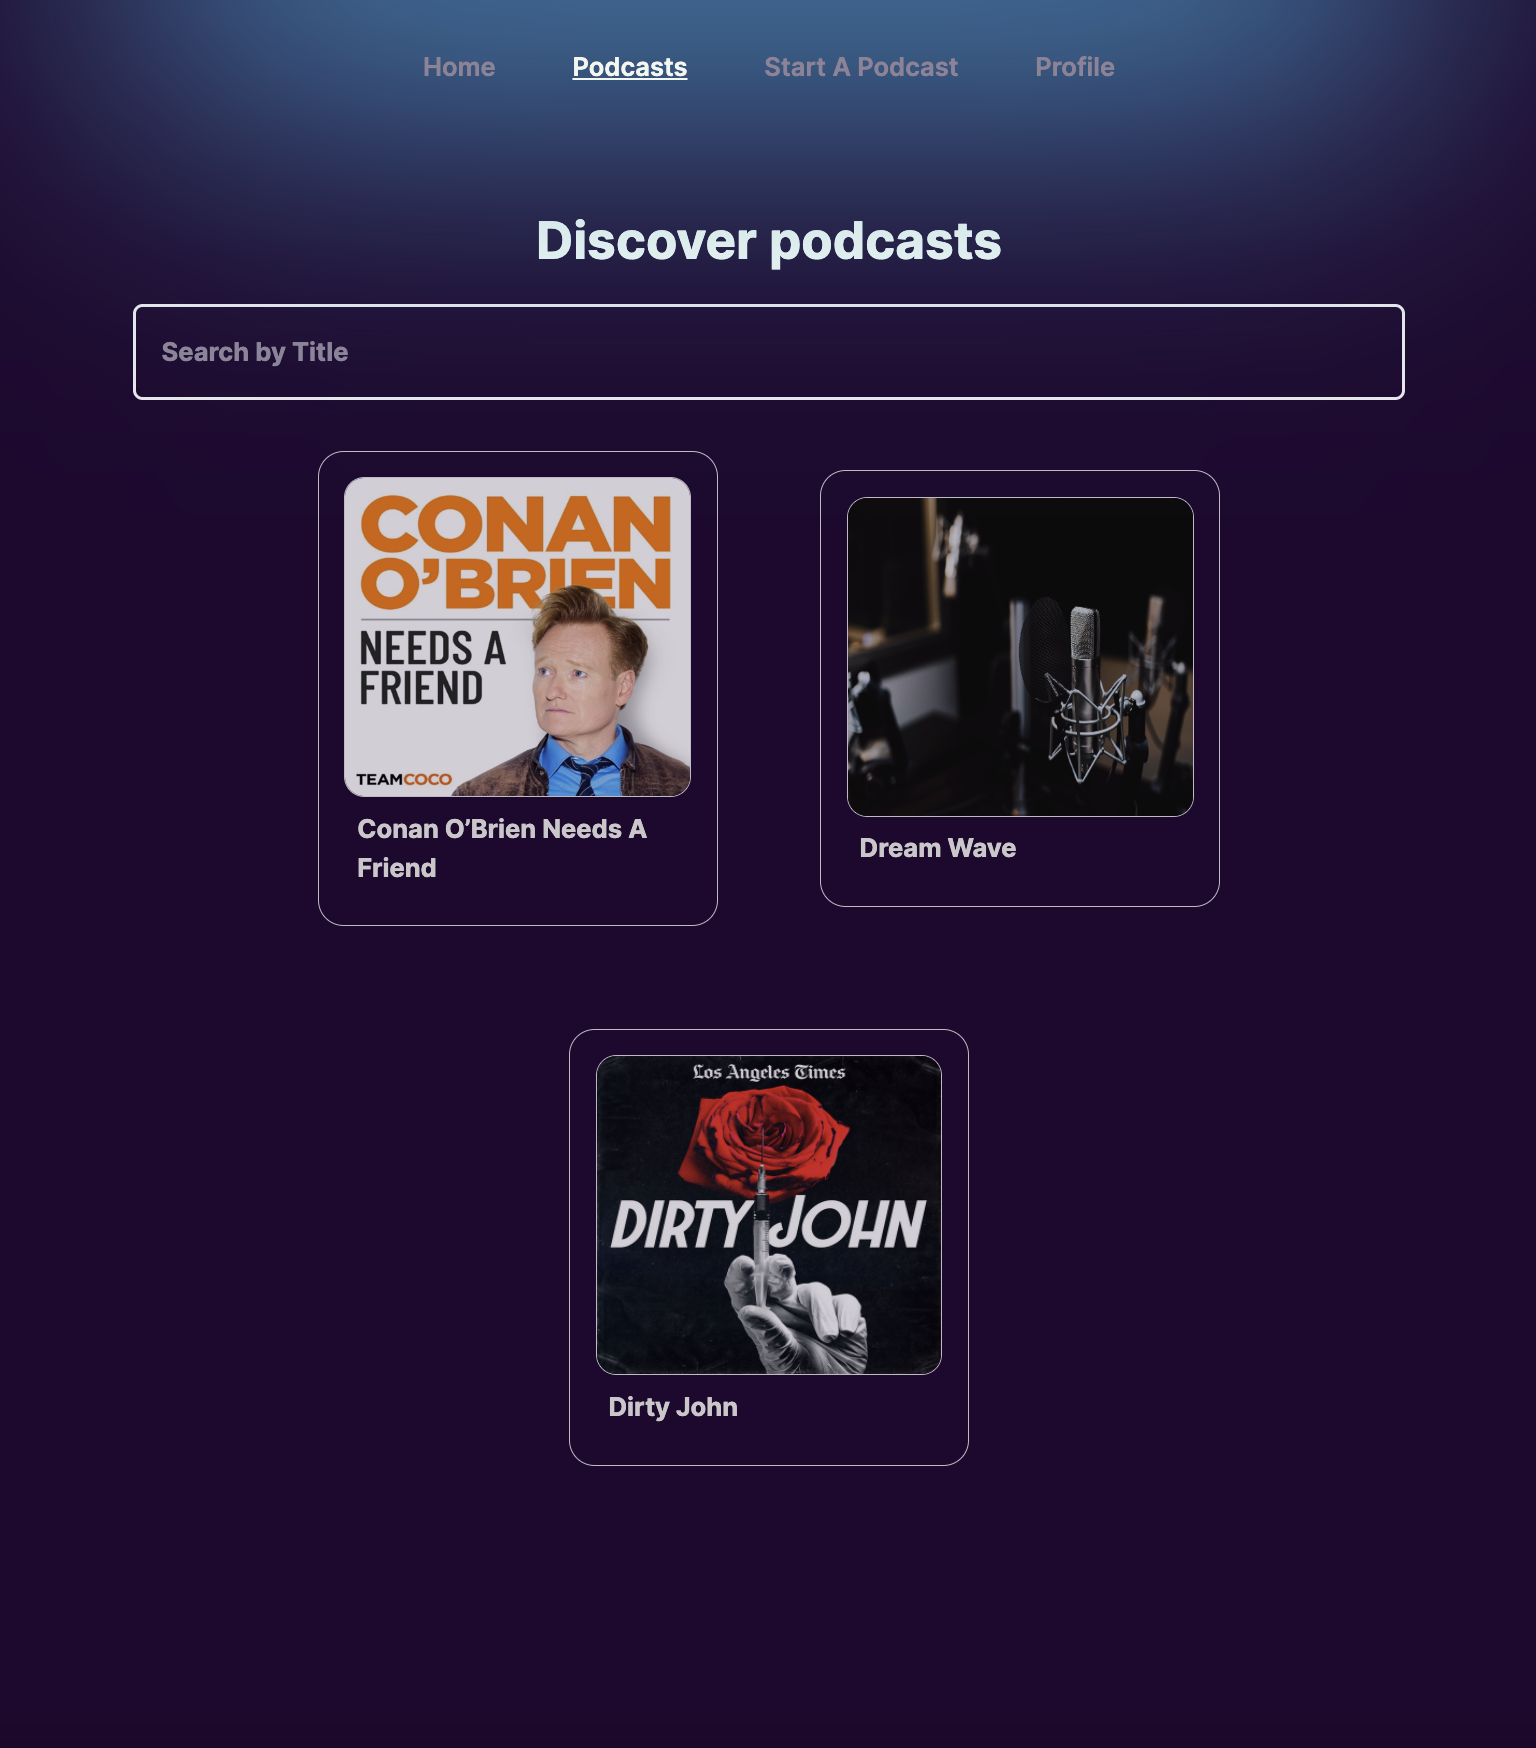 Home Podcasts Start A Podcast Profile
Discover podcasts
Search by Title
CONAN
O’BRIEN
NEEDS A
FRIEND
TEAMCOCO
Conan O’Brien Needs A
Friend
Dream Wave
Los Angeles Times
DIRTY JOHN
Dirty John